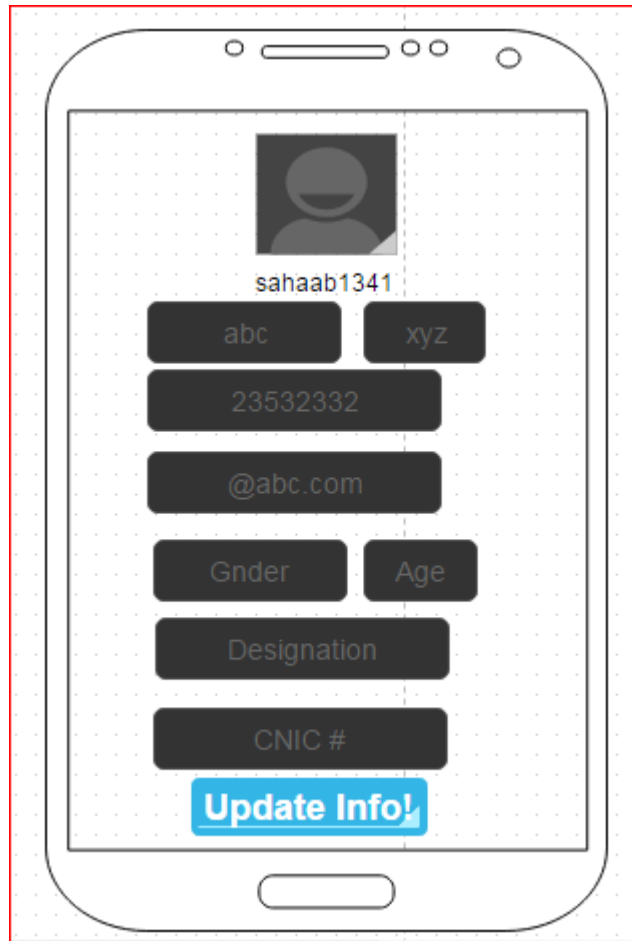 sahaab1341
abc xyz
23532332
@abc.com
Gnder Age
Designation
CNIC #
Update Info!